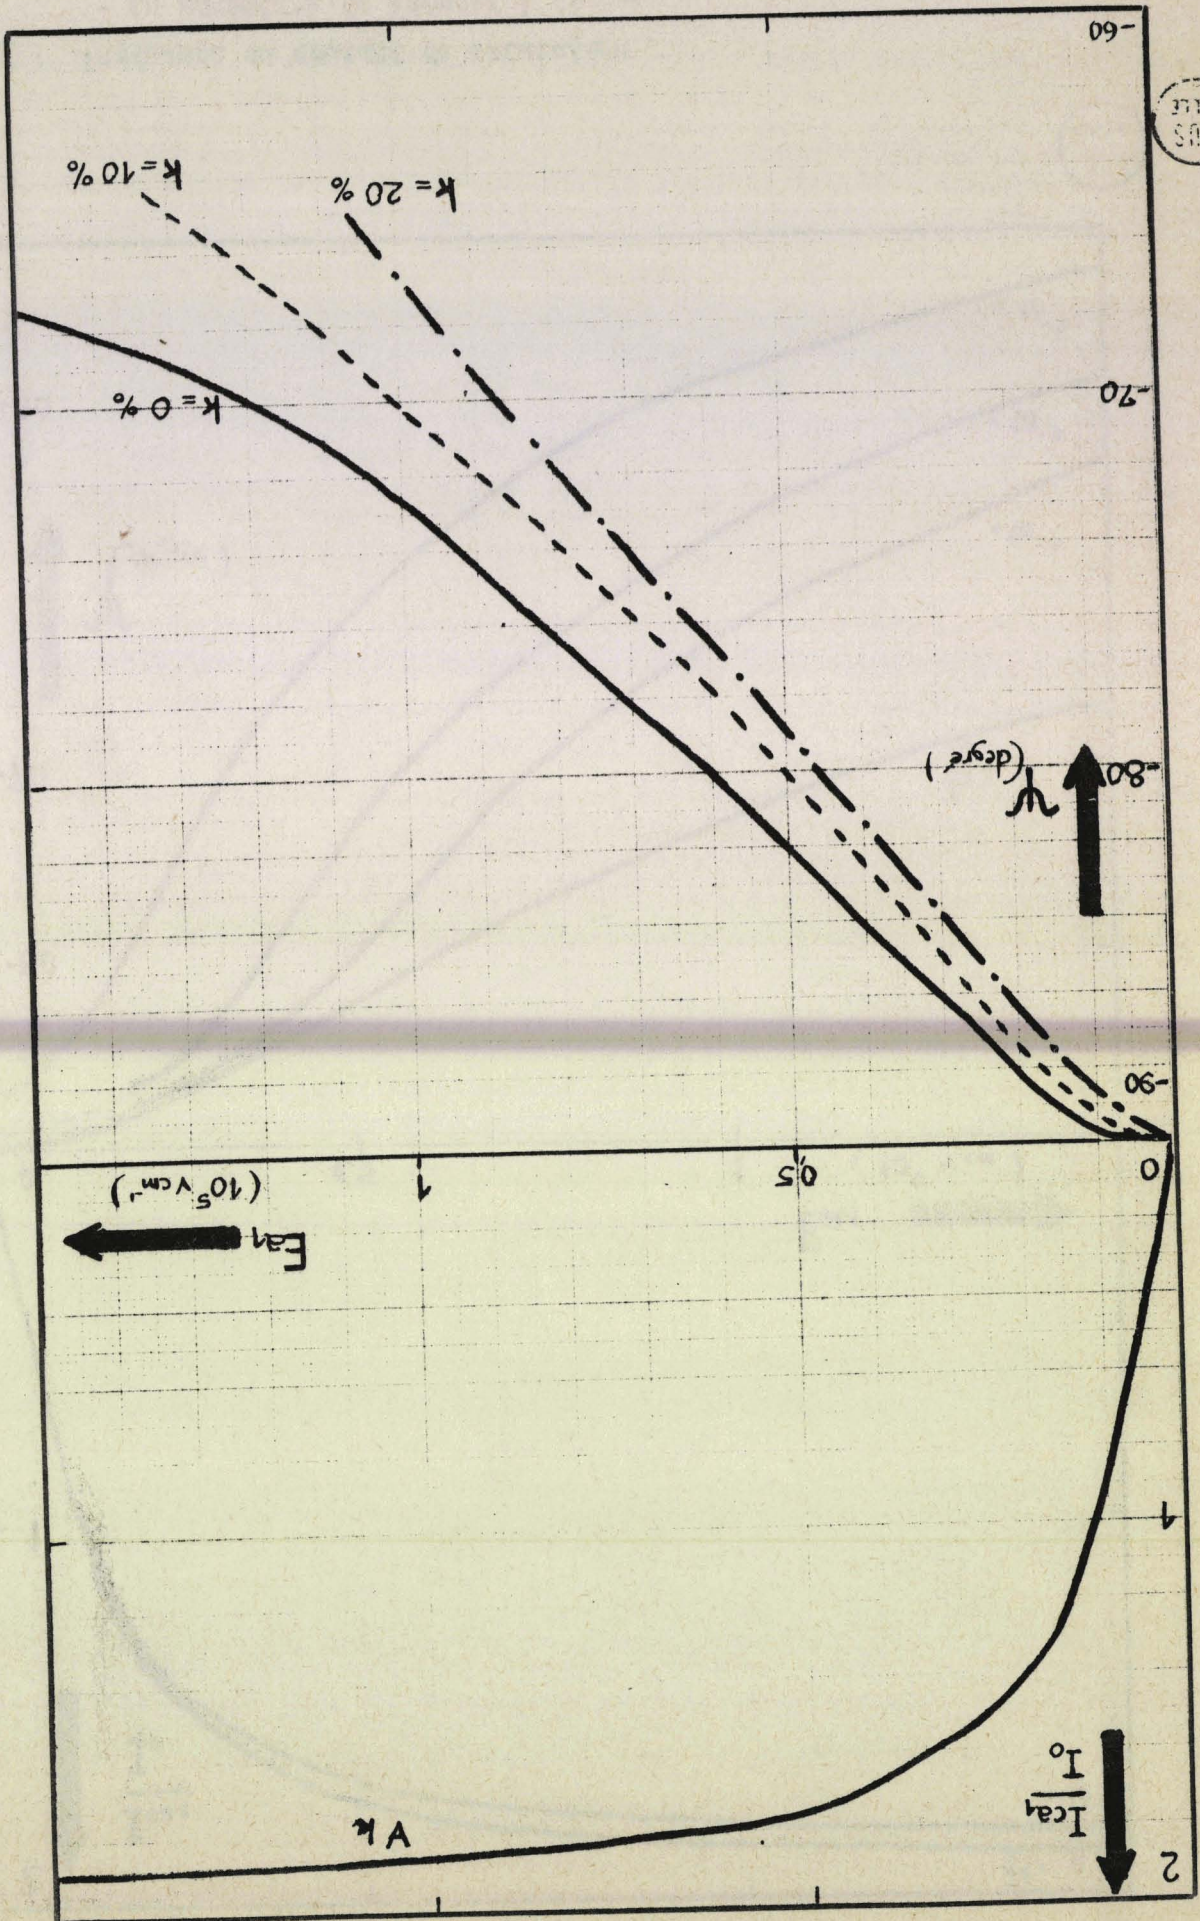 2
Ica1
I0
∀k
1
0
0,5
1
Ea1
(10⁵ V cm⁻¹)
-90
-80
ψ
(degré)
-70
k = 0 %
k = 20 %
k = 10 %
-60